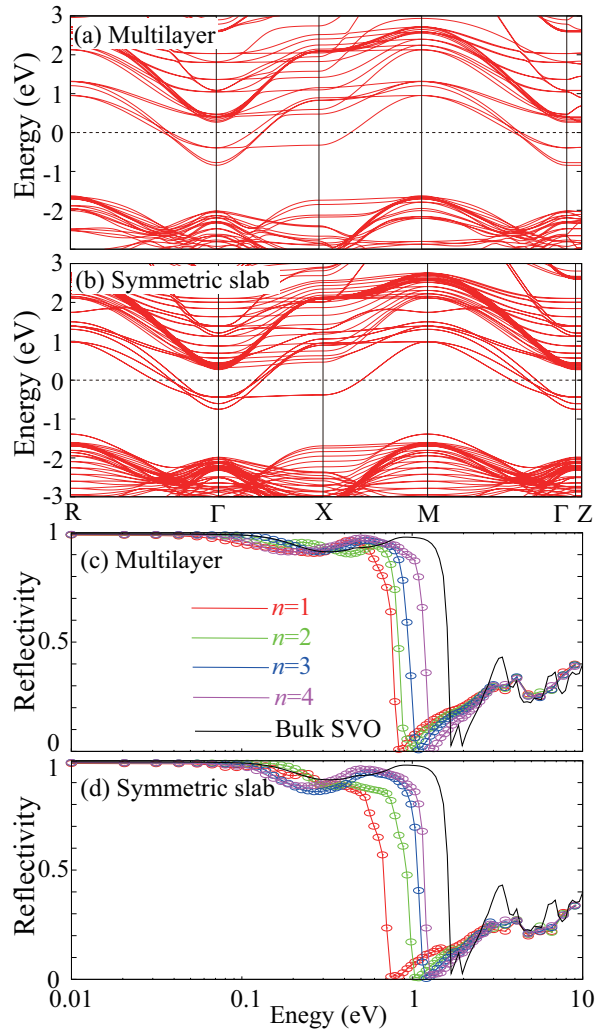 3
(a) Multilayer
2
1
0
-1
-2
Energy (eV)
3
(b) Symmetric slab
2
1
0
-1
-2
-3
Energy (eV)
R Γ X M Γ Z
1
(c) Multilayer
n=1
n=2
n=3
n=4
Bulk SVO
0.5
0
Reflectivity
1
(d) Symmetric slab
0.5
0
Reflectivity
0.01 0.1 1 10
Enegy (eV)